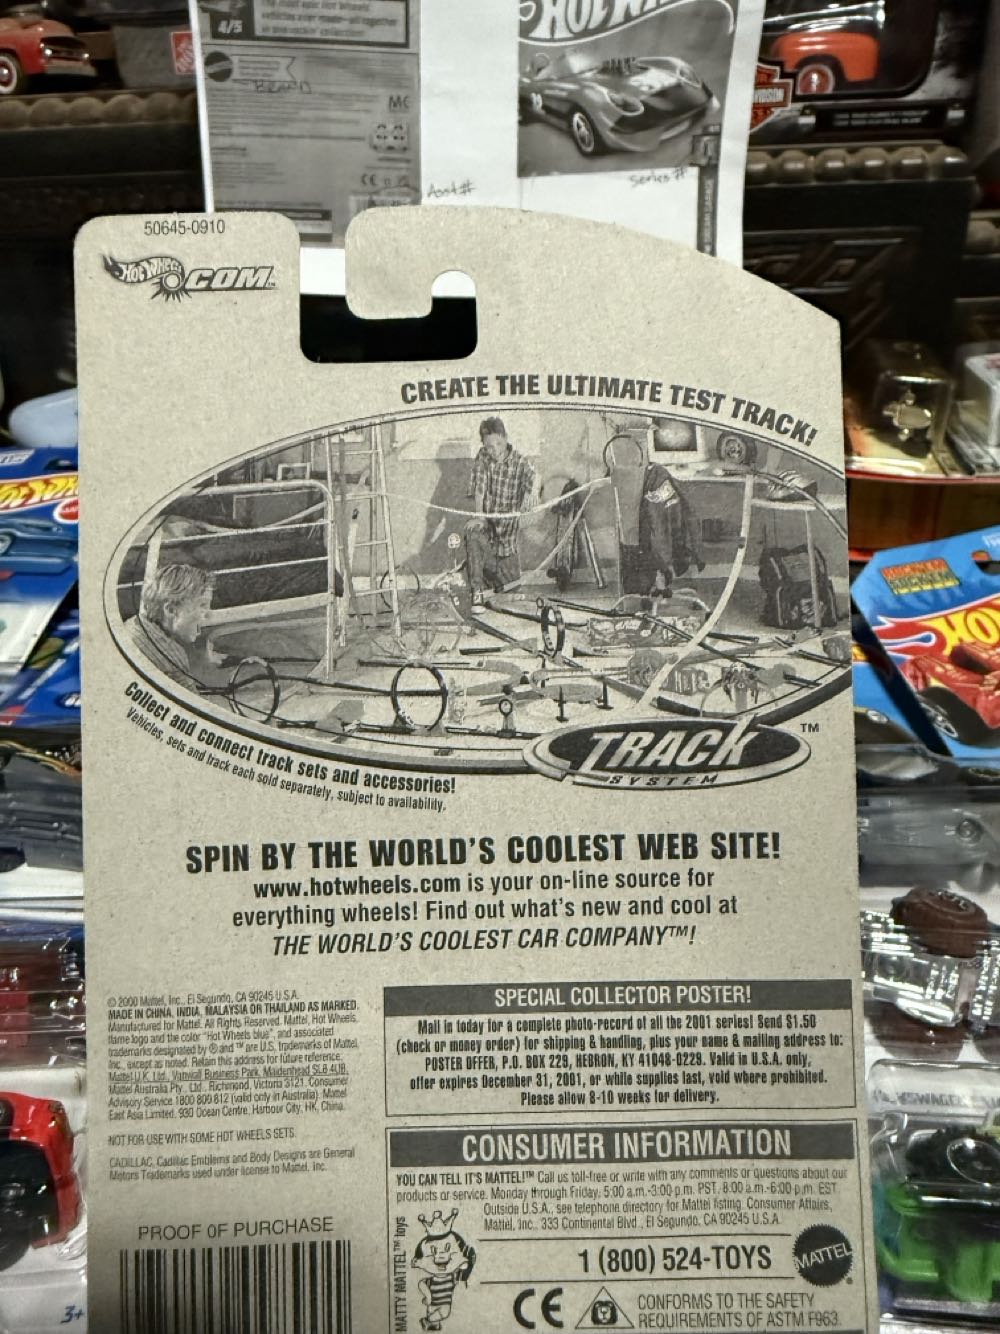 4/5
BRAND
MC
CE
Asst#
Series #
50645-0910
HOT WHEELS
.COM
CREATE THE ULTIMATE TEST TRACK!
Collect and connect track sets and accessories!
Vehicles, sets and track each sold separately, subject to availability.
TRACK™
SYSTEM
SPIN BY THE WORLD'S COOLEST WEB SITE!
www.hotwheels.com is your on-line source for
everything wheels! Find out what's new and cool at
THE WORLD'S COOLEST CAR COMPANY™!
© 2000 Mattel, Inc., El Segundo, CA 90245 U.S.A.
MADE IN CHINA, INDIA, MALAYSIA OR THAILAND AS MARKED.
Manufactured for Mattel. All Rights Reserved. Mattel, Hot Wheels,
flame logo and the color "Hot Wheels blue", and associated
trademarks designated by ® and ™ are U.S. trademarks of Mattel,
Inc., except as noted. Retain this address for future reference:
Mattel U.K. Ltd., Vanwall Business Park, Maidenhead SL6 4UB.
Mattel Australia Pty., Ltd., Richmond, Victoria 3121. Consumer
Advisory Service 1800 800 812 (valid only in Australia). Mattel
East Asia Limited, 930 Ocean Centre, Harbour City, HK, China.
NOT FOR USE WITH SOME HOT WHEELS SETS.
CADILLAC, Cadillac Emblems and Body Designs are General
Motors Trademarks used under license to Mattel, Inc.
PROOF OF PURCHASE
SPECIAL COLLECTOR POSTER!
Mail in today for a complete photo-record of all the 2001 series! Send $1.50
(check or money order) for shipping & handling, plus your name & mailing address to:
POSTER OFFER, P.O. BOX 229, HEBRON, KY 41048-0229. Valid in U.S.A. only,
offer expires December 31, 2001, or while supplies last, void where prohibited.
Please allow 8-10 weeks for delivery.
CONSUMER INFORMATION
YOU CAN TELL IT'S MATTEL!™ Call us toll-free or write with any comments or questions about our
products or service. Monday through Friday, 5:00 a.m.-3:00 p.m. PST, 8:00 a.m.-6:00 p.m. EST.
Outside U.S.A., see telephone directory for Mattel listing. Consumer Affairs,
Mattel, Inc., 333 Continental Blvd., El Segundo, CA 90245 U.S.A.
1 (800) 524-TOYS
MATTEL
MATTY MATTEL™ toys
CE
CONFORMS TO THE SAFETY
REQUIREMENTS OF ASTM F963.
3+